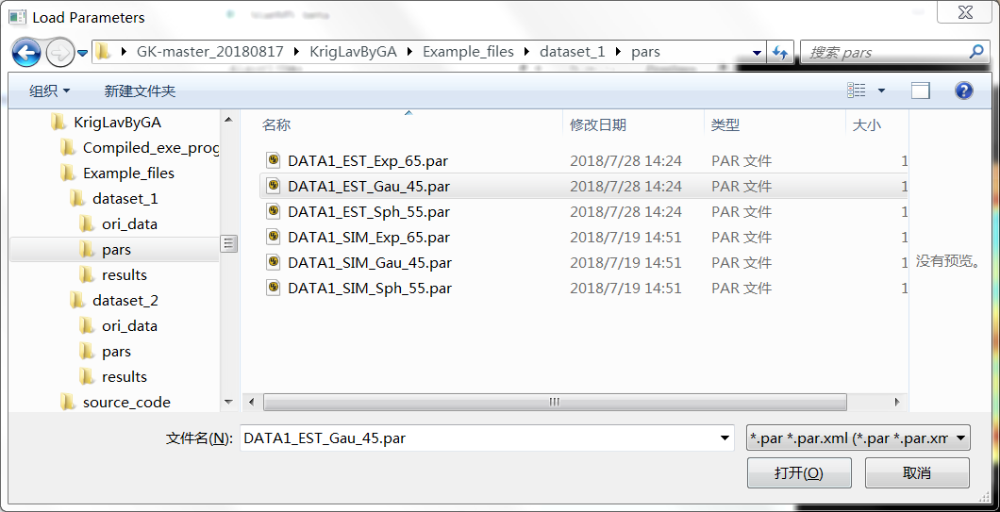 Load Parameters
GK-master_20180817 KrigLavByGA Example_files dataset_1 pars
搜索 pars
组织 新建文件夹
KrigLavByGA
Compiled_exe_prog
Example_files
dataset_1
ori_data
pars
results
dataset_2
ori_data
pars
results
source_code
名称 修改日期 类型 大小
DATA1_EST_Exp_65.par 2018/7/28 14:24 PAR 文件 1
DATA1_EST_Gau_45.par 2018/7/28 14:24 PAR 文件 1
DATA1_EST_Sph_55.par 2018/7/28 14:24 PAR 文件 1
DATA1_SIM_Exp_65.par 2018/7/19 14:51 PAR 文件 1
DATA1_SIM_Gau_45.par 2018/7/19 14:51 PAR 文件 1
DATA1_SIM_Sph_55.par 2018/7/19 14:51 PAR 文件 1
没有预览。
文件名(N): DATA1_EST_Gau_45.par
*.par *.par.xml (*.par *.par.xm
打开(O) 取消